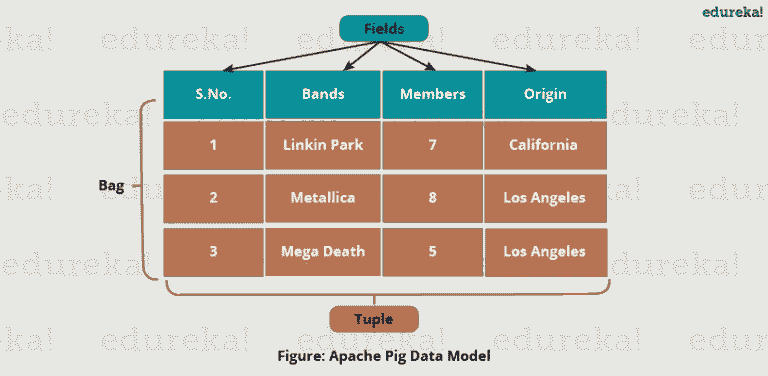 edureka!
Fields
S.No. Bands Members Origin
1 Linkin Park 7 California
Bag
2 Metallica 8 Los Angeles
3 Mega Death 5 Los Angeles
Tuple
Figure: Apache Pig Data Model